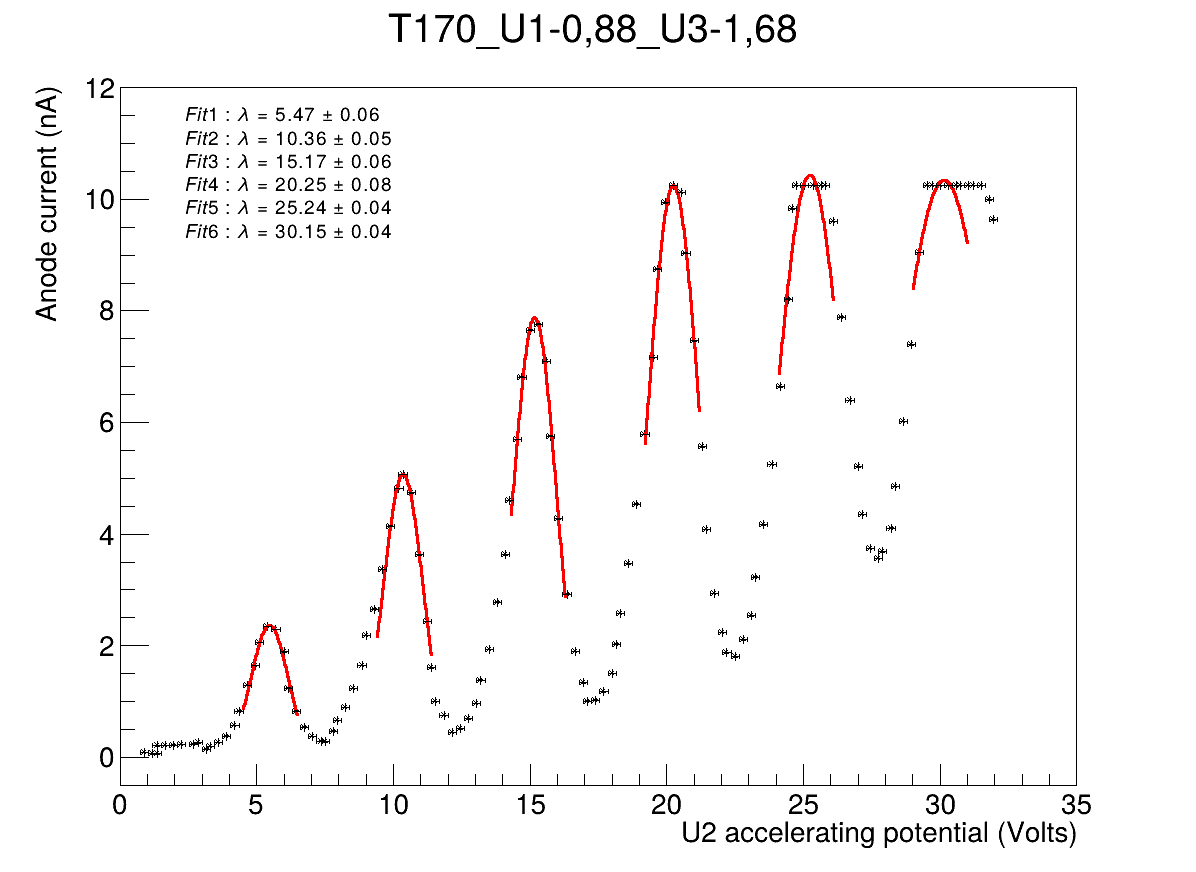 T170_U1-0,88_U3-1,68
Anode current (nA)
12
10
8
6
4
2
0
Fit1 : λ = 5.47 ± 0.06
Fit2 : λ = 10.36 ± 0.05
Fit3 : λ = 15.17 ± 0.06
Fit4 : λ = 20.25 ± 0.08
Fit5 : λ = 25.24 ± 0.04
Fit6 : λ = 30.15 ± 0.04
0 5 10 15 20 25 30 35
U2 accelerating potential (Volts)